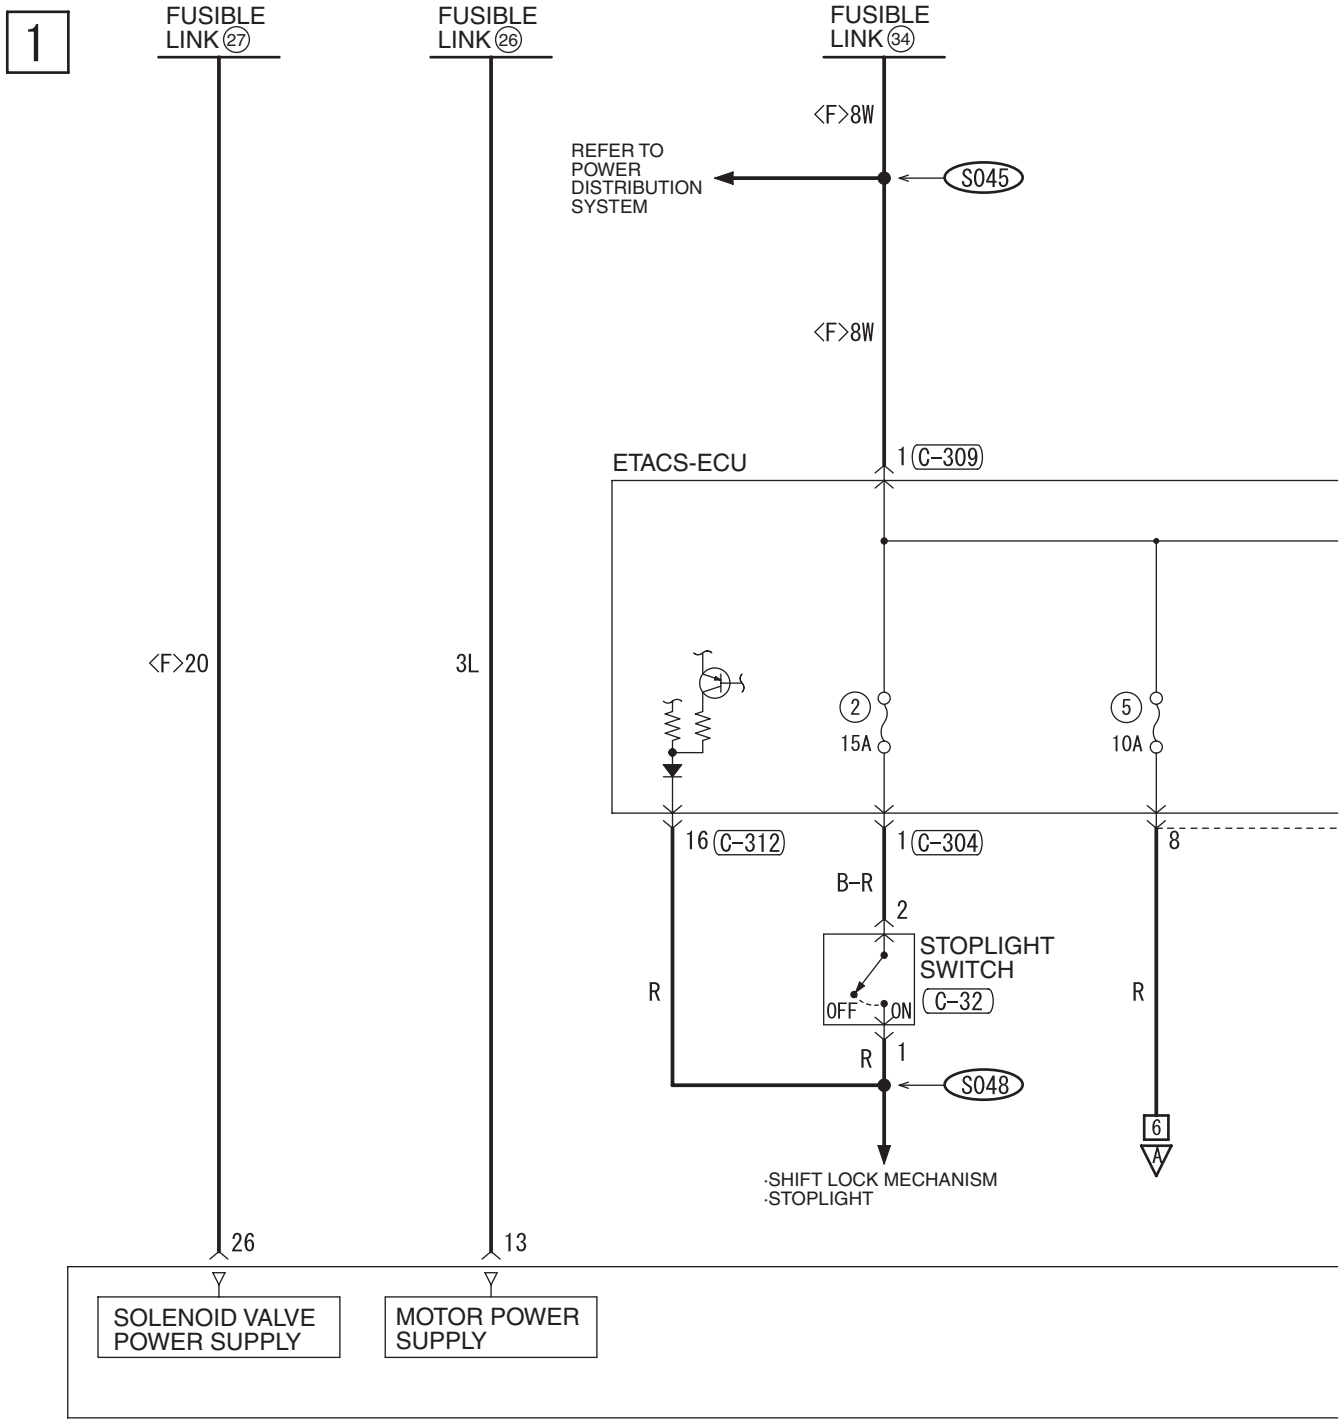 1
FUSIBLE
LINK 27
FUSIBLE
LINK 26
FUSIBLE
LINK 34
<F>8W
REFER TO
POWER
DISTRIBUTION
SYSTEM
S045
<F>8W
ETACS-ECU
1 C-309
<F>20
3L
2
15A
5
10A
16 C-312
1 C-304
8
B-R
2
STOPLIGHT
SWITCH
C-32
OFF
ON
R
R
R
1
S048
6
A
·SHIFT LOCK MECHANISM
·STOPLIGHT
26
13
SOLENOID VALVE
POWER SUPPLY
MOTOR POWER
SUPPLY